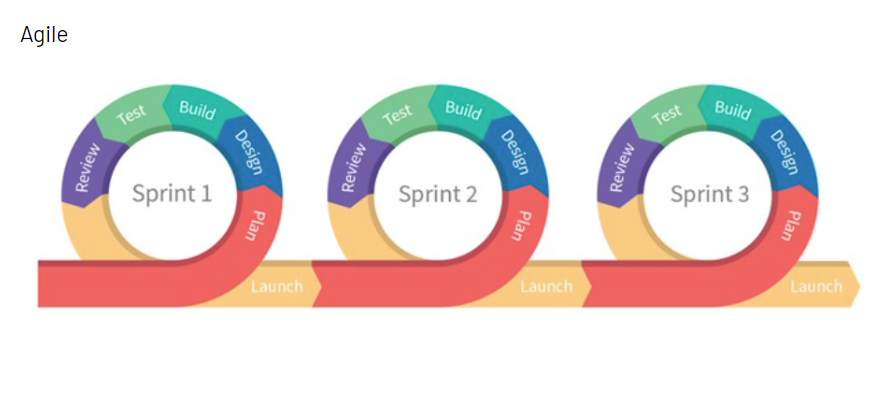 Agile
Plan
Design
Build
Test
Review
Sprint 1
Launch
Plan
Design
Build
Test
Review
Sprint 2
Launch
Plan
Design
Build
Test
Review
Sprint 3
Launch